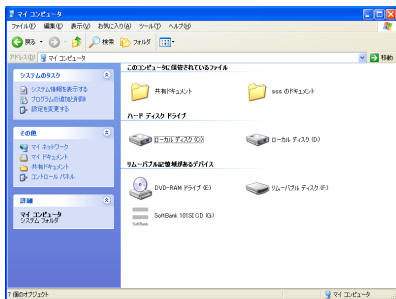 マイ コンピュータ
ファイル(F) 編集(E) 表示(V) お気に入り(A) ツール(T) ヘルプ(H)
戻る 検索 フォルダ
アドレス(D) マイ コンピュータ 移動
システムのタスク
システム情報を表示する
プログラムの追加と削除
設定を変更する
その他
マイ ネットワーク
マイ ドキュメント
共有ドキュメント
コントロール パネル
詳細
マイ コンピュータ
システム フォルダ
このコンピュータに保管されているファイル
共有ドキュメント sss のドキュメント
ハード ディスク ドライブ
ローカル ディスク (C:) ローカル ディスク (D:)
リムーバブル記憶域があるデバイス
DVD-RAM ドライブ (E:) リムーバブル ディスク (F:)
SoftBank 101SI CD (G:)
SoftBank
7 個のオブジェクト マイ コンピュータ